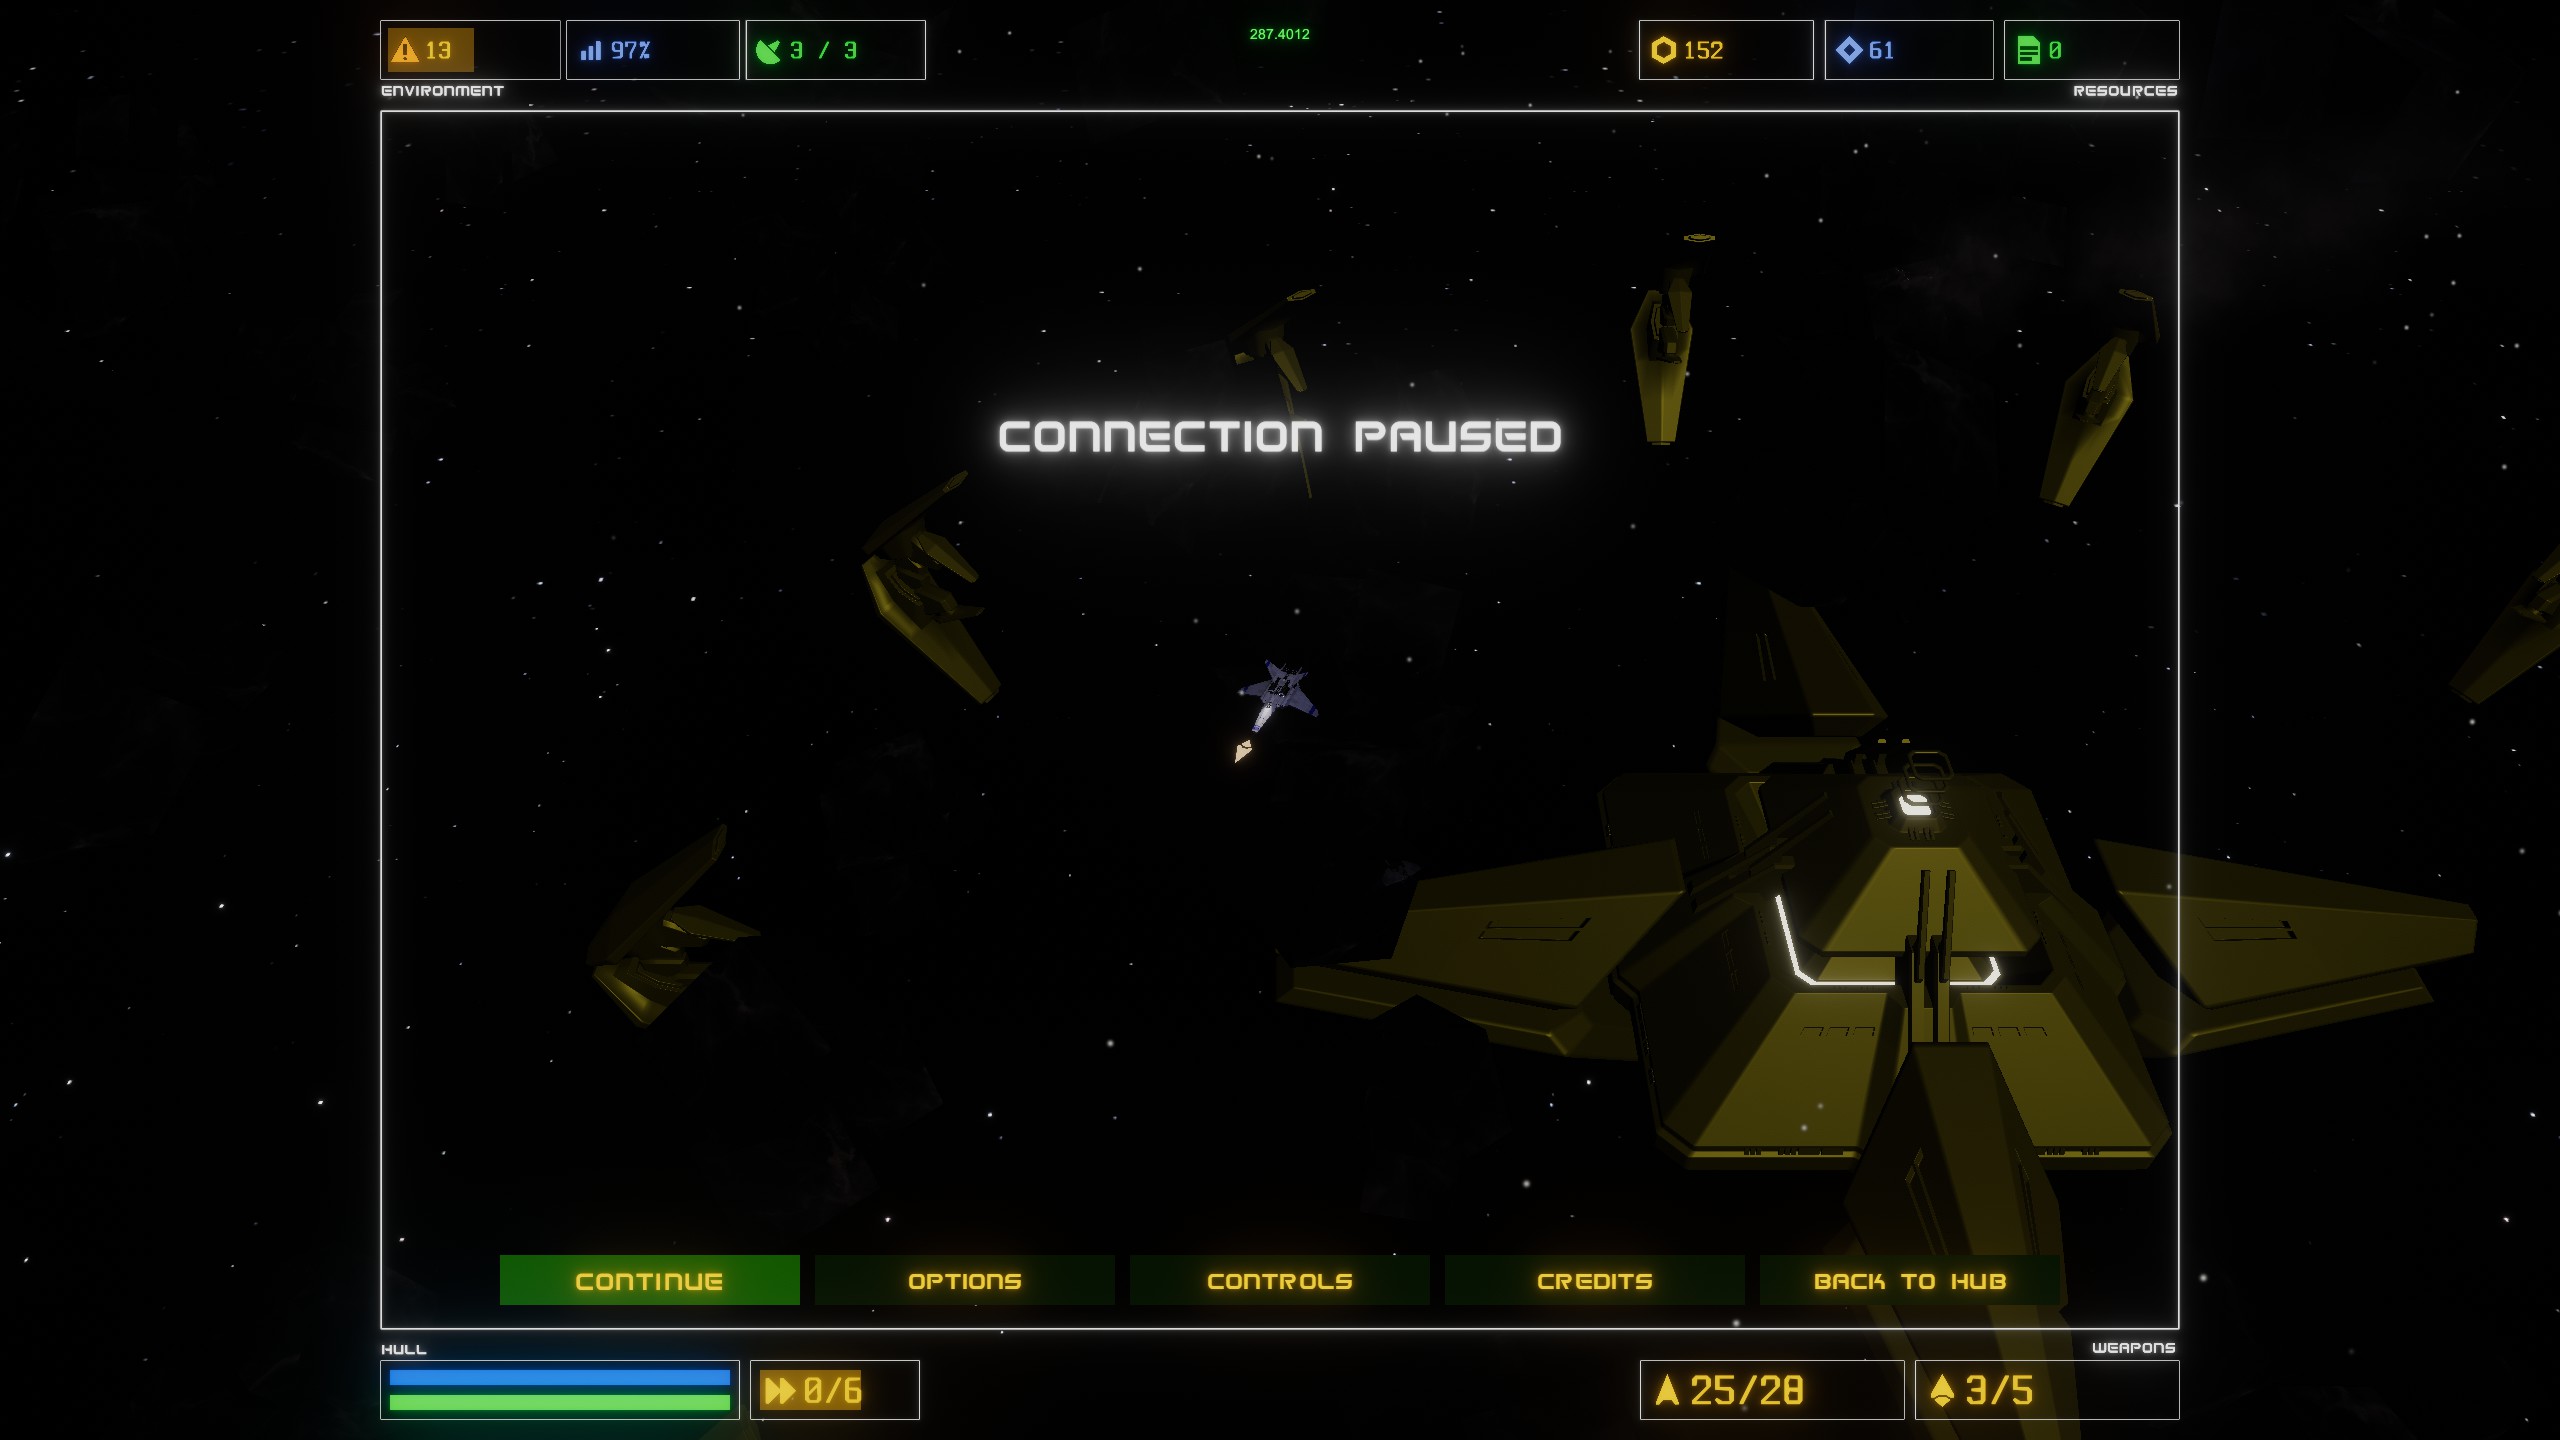 13
97%
3 / 3
287.4012
152
61
0
ENVIRONMENT
RESOURCES
CONNECTION PAUSED
CONTINUE
OPTIONS
CONTROLS
CREDITS
BACK TO HUB
HULL
WEAPONS
0/6
25/28
3/5